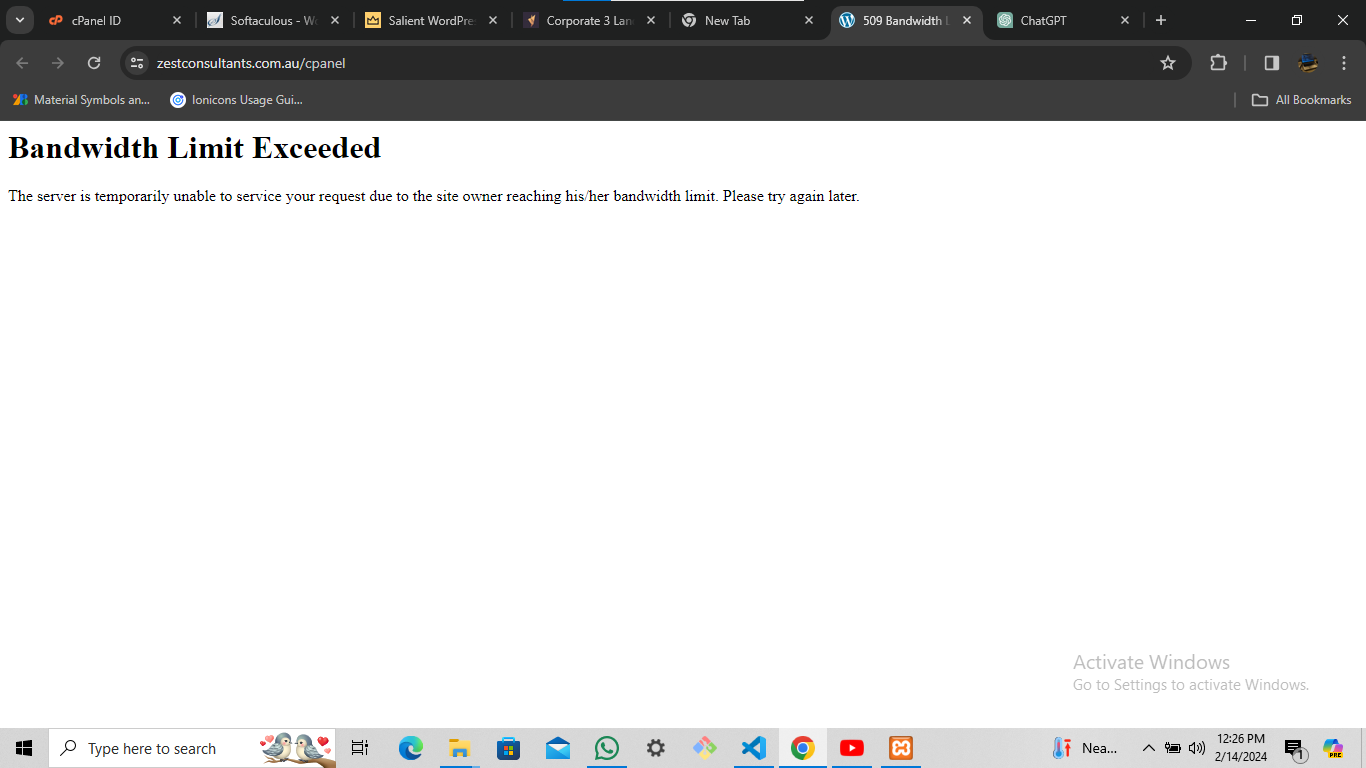 cPanel ID
Softaculous - Wo
Salient WordPre
Corporate 3 Lan
New Tab
509 Bandwidth L
ChatGPT
zestconsultants.com.au/cpanel
Material Symbols an...
Ionicons Usage Gui...
All Bookmarks
Bandwidth Limit Exceeded
The server is temporarily unable to service your request due to the site owner reaching his/her bandwidth limit. Please try again later.
Activate Windows
Go to Settings to activate Windows.
Type here to search
Nea...
12:26 PM
2/14/2024
1
PRE